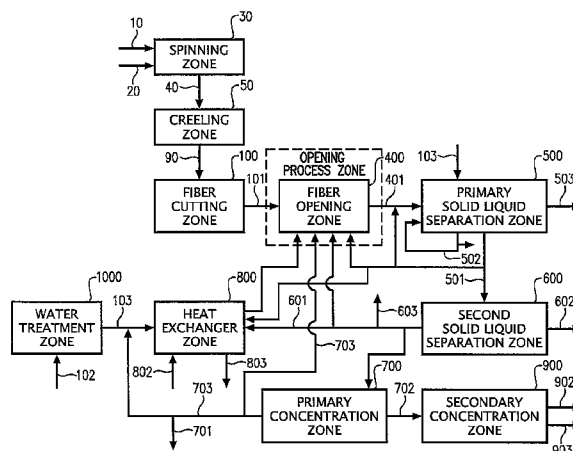 10
20
30
SPINNING
ZONE
40
50
CREELING
ZONE
90
100
FIBER
CUTTING
ZONE
101
OPENING
PROCESS ZONE
400
FIBER
OPENING
ZONE
401
103
500
PRIMARY
SOLID LIQUID
SEPARATION ZONE
503
502
501
1000
WATER
TREATMENT
ZONE
103
102
800
HEAT
EXCHANGER
ZONE
802
803
601
703
603
600
SECOND
SOLID LIQUID
SEPARATION ZONE
602
703
701
700
PRIMARY
CONCENTRATION
ZONE
702
900
SECONDARY
CONCENTRATION
ZONE
902
903